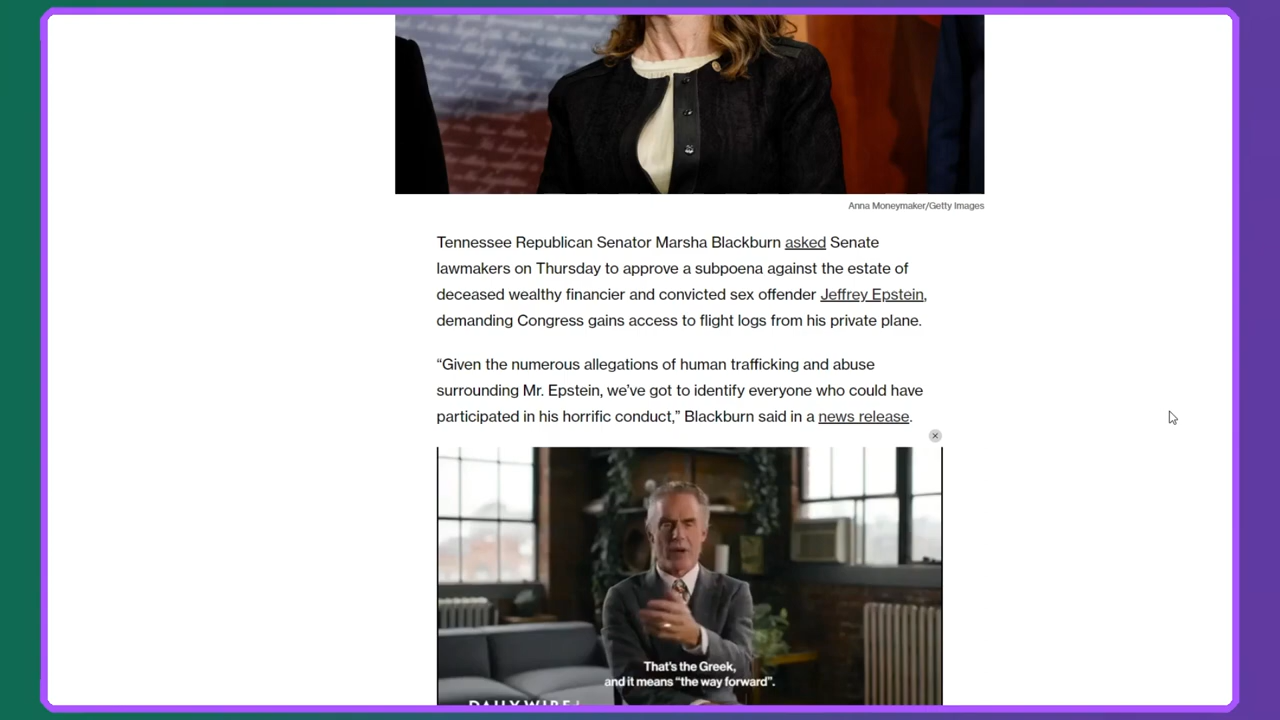 Anna Moneymaker/Getty Images
Tennessee Republican Senator Marsha Blackburn asked Senate
lawmakers on Thursday to approve a subpoena against the estate of
deceased wealthy financier and convicted sex offender Jeffrey Epstein,
demanding Congress gains access to flight logs from his private plane.
“Given the numerous allegations of human trafficking and abuse
surrounding Mr. Epstein, we’ve got to identify everyone who could have
participated in his horrific conduct,” Blackburn said in a news release.
That's the Greek,
and it means “the way forward”.
DAILYWIRE+